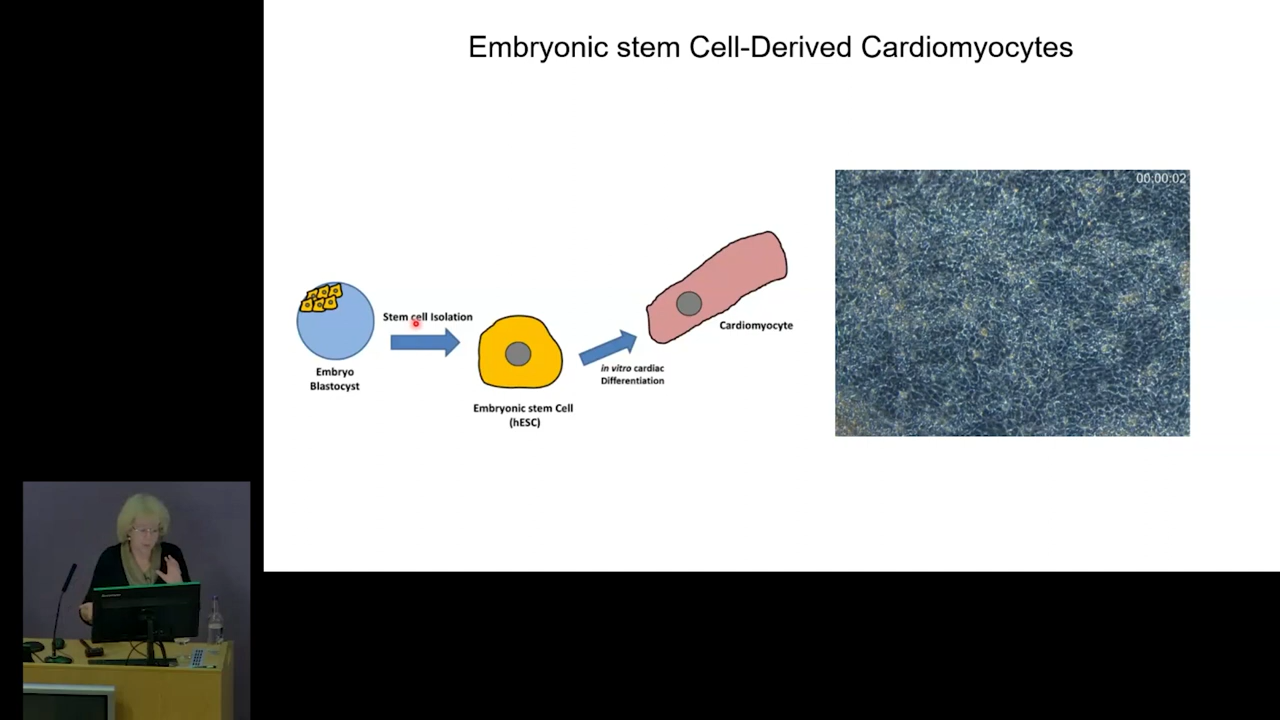 Embryonic stem Cell-Derived Cardiomyocytes
00:00:02
Stem cell Isolation
Cardiomyocyte
Embryo
Blastocyst
in vitro cardiac
Differentiation
Embryonic stem Cell
(hESC)